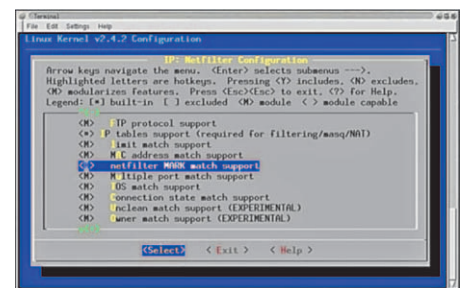 Terminal
File Edit Settings Help
Linux Kernel v2.4.2 Configuration
IP: Netfilter Configuration
Arrow keys navigate the menu. <Enter> selects submenus --->.
Highlighted letters are hotkeys. Pressing <Y> includes, <N> excludes,
<M> modularizes features. Press <Esc><Esc> to exit, <?> for Help.
Legend: [*] built-in [ ] excluded <M> module < > module capable
<M> FTP protocol support
<*> IP tables support (required for filtering/masq/NAT)
<M> limit match support
<M> MAC address match support
<M> netfilter MARK match support
<M> Multiple port match support
<M> TOS match support
<M> Connection state match support
<M> Unclean match support (EXPERIMENTAL)
<M> Owner match support (EXPERIMENTAL)
<Select> < Exit > < Help >